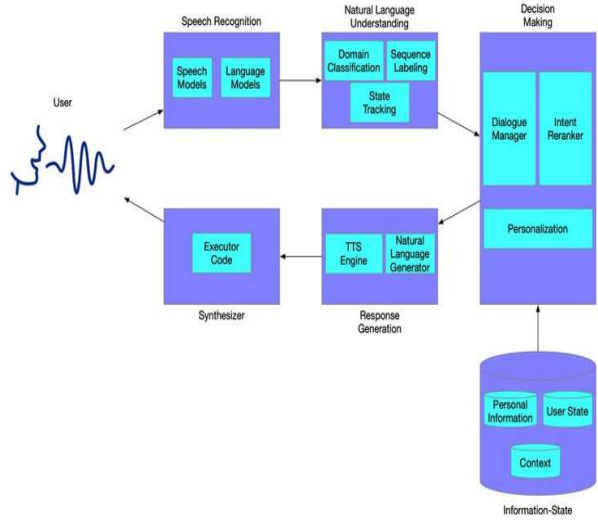 Speech Recognition
Natural Language
Understanding
Decision
Making
Speech
Models
Language
Models
Domain
Classification
Sequence
Labeling
State
Tracking
User
Dialogue
Manager
Intent
Reranker
Personalization
Executor
Code
TTS
Engine
Natural
Language
Generator
Synthesizer
Response
Generation
Personal
Information
User State
Context
Information-State